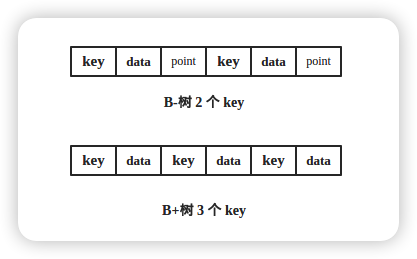 key data point key data point
B-树 2 个 key
key data key data key data
B+树 3 个 key